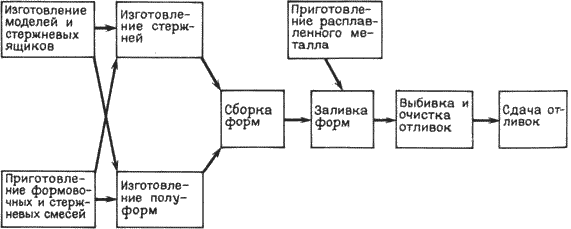 Изготовление
моделей и
стержневых
ящиков
Изготовле-
ние стерж-
ней
Приготовле-
ние расплав-
ленного ме-
талла
Сборка
форм
Заливка
форм
Выбивка и
очистка
отливок
Сдача от-
ливок
Приготовле-
ние формово-
чных и стерж-
невых смесей
Изготовле-
ние полу-
форм